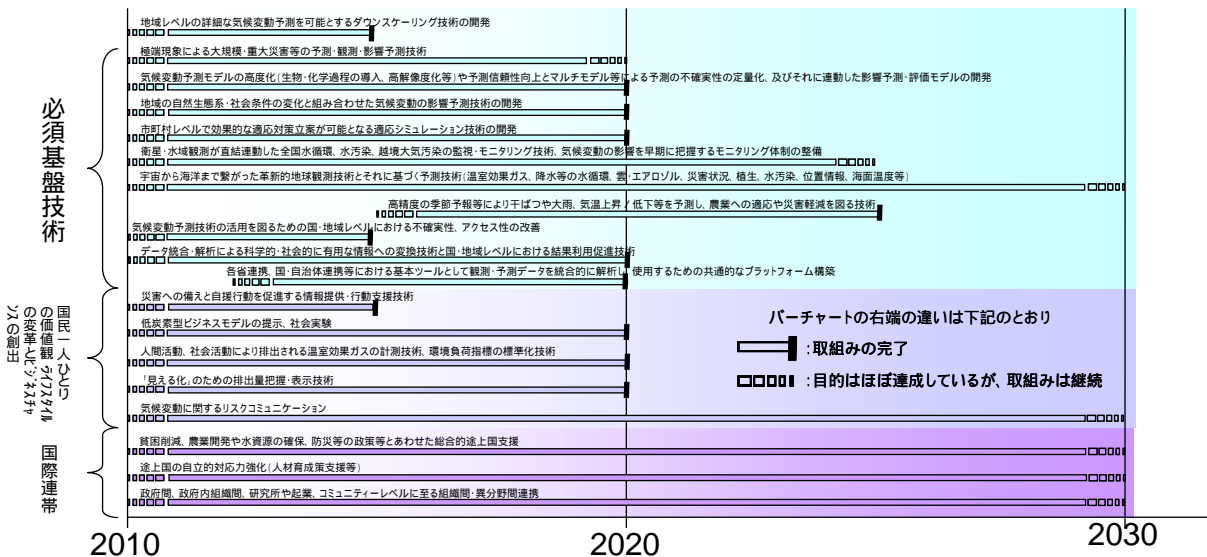 地域レベルの詳細な気候変動予測を可能とするダウンスケーリング技術の開発
極端現象による大規模・重大災害等の予測・観測・影響予測技術
気候変動予測モデルの高度化(生物・化学過程の導入、高解像度化等)や予測信頼性向上とマルチモデル等による予測の不確実性の定量化、及びそれに連動した影響予測・評価モデルの開発
地域の自然生態系・社会条件の変化と組み合わせた気候変動の影響予測技術の開発
市町村レベルで効果的な適応対策立案が可能となる適応シミュレーション技術の開発
衛星・水域観測が直結連動した全国水循環、水汚染、越境大気汚染の監視・モニタリング技術、気候変動の影響を早期に把握するモニタリング体制の整備
宇宙から海洋まで繋がった革新的地球観測技術とそれに基づく予測技術(温室効果ガス、降水等の水循環、雲・エアロゾル、災害状況、植生、水汚染、位置情報、海面温度等)
高精度の季節予報等により干ばつや大雨、気温上昇/低下等を予測し、農業への適応や災害軽減を図る技術
気候変動予測技術の活用を図るための国・地域レベルにおける不確実性、アクセス性の改善
データ統合・解析による科学的・社会的に有用な情報への変換技術と国・地域レベルにおける結果利用促進技術
各省連携、国・自治体連携等における基本ツールとして観測・予測データを統合的に解析し、使用するための共通的なプラットフォーム構築
必須基盤技術
災害への備えと自援行動を促進する情報提供・行動支援技術
低炭素型ビジネスモデルの提示、社会実験
人間活動、社会活動により排出される温室効果ガスの計測技術、環境負荷指標の標準化技術
「見える化」のための排出量把握・表示技術
気候変動に関するリスクコミュニケーション
国民一人ひとり
の価値観 ライフスタイル
の変革とビジネスチャ
ンスの創出
バーチャートの右端の違いは下記のとおり
:取組みの完了
:目的はほぼ達成しているが、取組みは継続
貧困削減、農業開発や水資源の確保、防災等の政策等とあわせた総合的途上国支援
途上国の自立的対応力強化(人材育成策支援等)
政府間、政府内組織間、研究所や起業、コミュニティーレベルに至る組織間・異分野間連携
国際連帯
2010
2020
2030